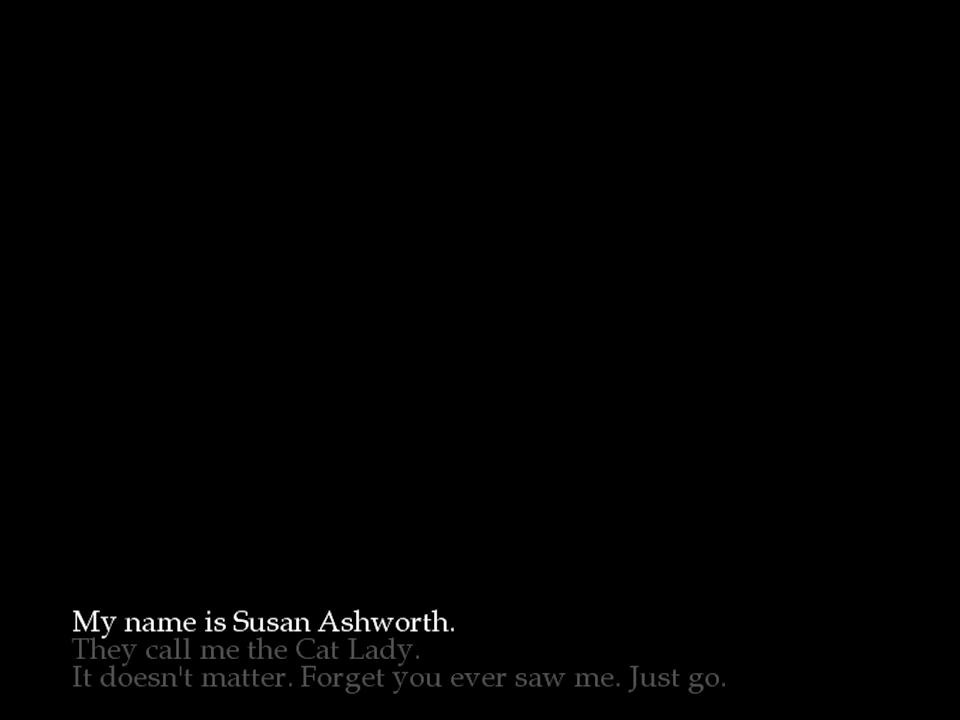 My name is Susan Ashworth.
They call me the Cat Lady.
It doesn't matter. Forget you ever saw me. Just go.